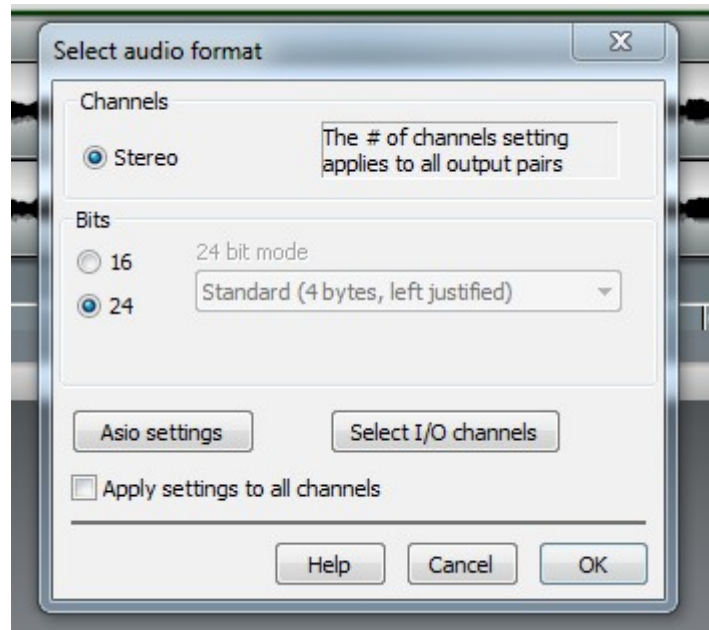 Select audio format
Channels
Stereo
The # of channels setting
applies to all output pairs
Bits
16
24 bit mode
24
Standard (4 bytes, left justified)
Asio settings
Select I/O channels
Apply settings to all channels
Help
Cancel
OK